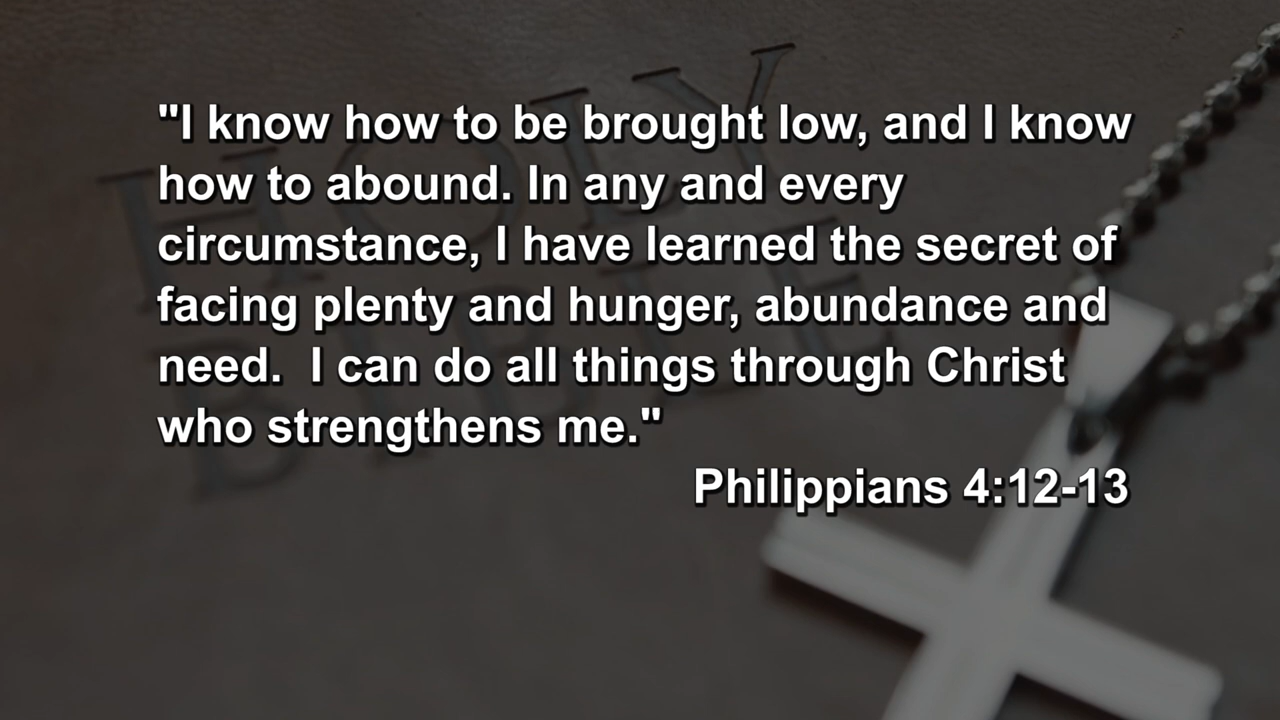 HOLY
BIBLE
"I know how to be brought low, and I know
how to abound. In any and every
circumstance, I have learned the secret of
facing plenty and hunger, abundance and
need.  I can do all things through Christ
who strengthens me."
Philippians 4:12-13